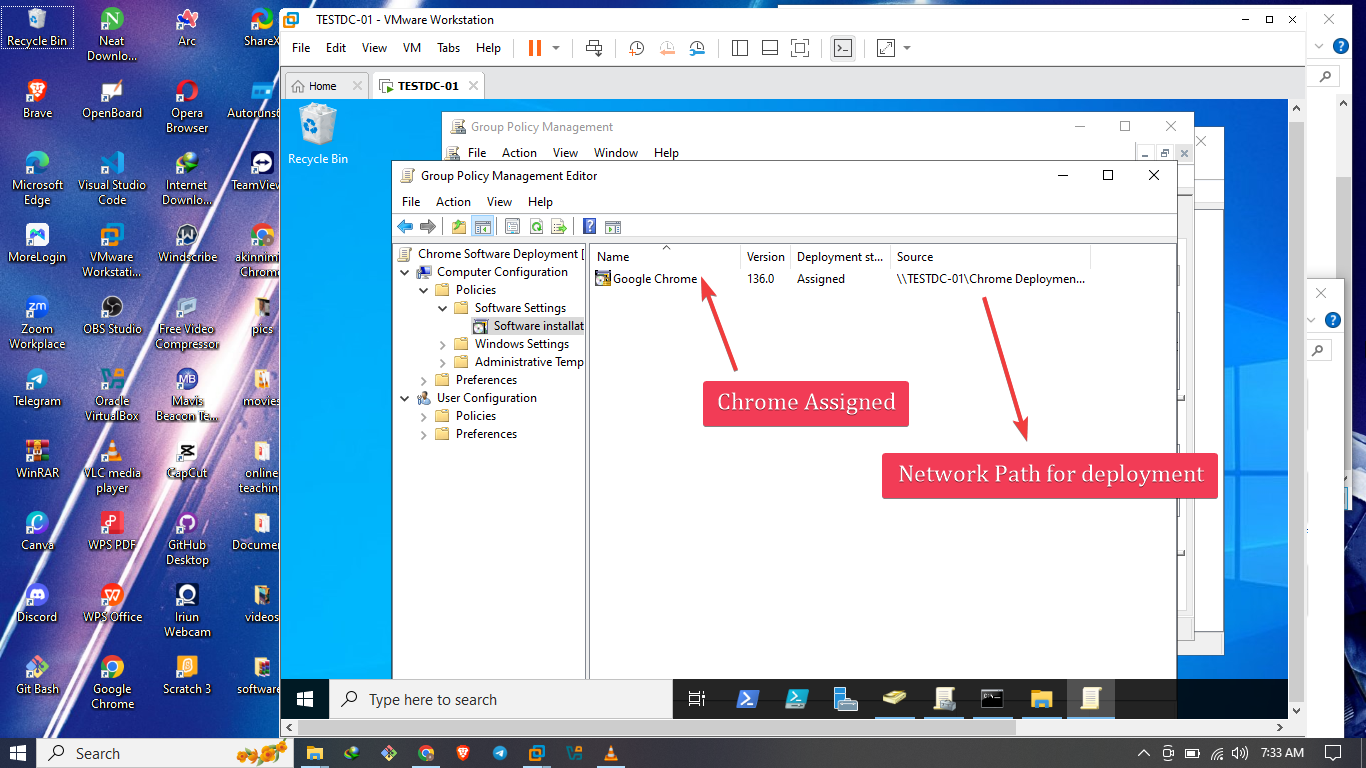 Recycle Bin
Neat
Downlo...
Arc
ShareX
Brave
OpenBoard
Opera
Browser
Autoruns6
Microsoft
Edge
Visual Studio
Code
Internet
Downlo...
TeamView
MoreLogin
VMware
Workstati...
Windscribe
akinnimi
Chrome
Zoom
Workplace
OBS Studio
Free Video
Compressor
pics
Telegram
Oracle
VirtualBox
Mavis
Beacon Te...
movies
WinRAR
VLC media
player
CapCut
online
teaching
Canva
WPS PDF
GitHub
Desktop
Documen
Discord
WPS Office
Iriun
Webcam
videos
Git Bash
Google
Chrome
Scratch 3
software
TESTDC-01 - VMware Workstation
File Edit View VM Tabs Help
Home
TESTDC-01
Recycle Bin
Group Policy Management
File Action View Window Help
Group Policy Management Editor
File Action View Help
Chrome Software Deployment [
Computer Configuration
Policies
Software Settings
Software installat
Windows Settings
Administrative Temp
Preferences
User Configuration
Policies
Preferences
Name Version Deployment st... Source
Google Chrome 136.0 Assigned \\TESTDC-01\Chrome Deploymen...
Chrome Assigned
Network Path for deployment
Type here to search
Search
7:33 AM